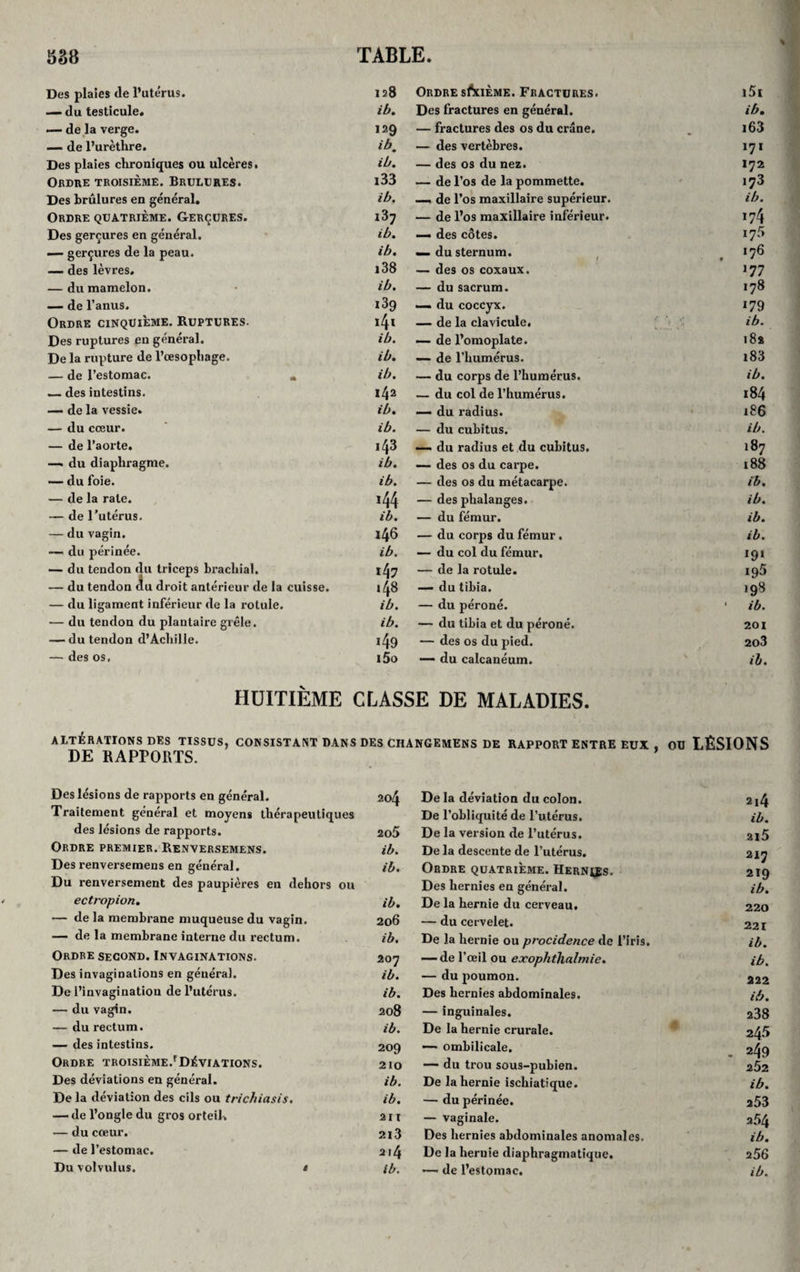 538 TABLE.
Des plaies de l'utérus. 128
— du testicule. ib.
— de la verge. 129
— de l'urèthre. ib.
Des plaies chroniques ou ulcères. ib.
ORDRE TROISIÈME. BRULURES. 133
Des brûlures en général. ib.
ORDRE QUATRIÈME. GERÇURES. 137
Des gerçures en général. ib.
— gerçures de la peau. ib.
— des lèvres. 138
— du mamelon. ib.
— de l'anus. 139
ORDRE CINQUIÈME. RUPTURES. 141
Des ruptures en général. ib.
De la rupture de l'œsophage. ib.
— de l'estomac. ib.
— des intestins. 142
— de la vessie. ib.
— du cœur. ib.
— de l'aorte. 143
— du diaphragme. ib.
— du foie. ib.
— de la rate. 144
— de l'utérus. ib.
— du vagin. 146
— du périnée. ib.
— du tendon du triceps brachial. 147
— du tendon du droit antérieur de la cuisse. 148
— du ligament inférieur de la rotule. ib.
— du tendon du plantaire grêle. ib.
— du tendon d'Achille. 149
— des os. 150
ORDRE SIXIÈME. FRACTURES. 151
Des fractures en général. ib.
— fractures des os du crâne. 163
— des vertèbres. 171
— des os du nez. 172
— de l'os de la pommette. 173
— de l'os maxillaire supérieur. ib.
— de l'os maxillaire inférieur. 174
— des côtes. 175
— du sternum. 176
— des os coxaux. 177
— du sacrum. 178
— du coccyx. 179
— de la clavicule. ib.
— de l'omoplate. 182
— de l'humérus. 183
— du corps de l'humérus. ib.
— du col de l'humérus. 184
— du radius. 186
— du cubitus. ib.
— du radius et du cubitus. 187
— des os du carpe. 188
— des os du métacarpe. ib.
— des phalanges. ib.
— du fémur. ib.
— du corps du fémur. ib.
— du col du fémur. 191
— de la rotule. 195
— du tibia. 198
— du péroné. ib.
— du tibia et du péroné. 201
— des os du pied. 203
— du calcanéum. ib.
HUITIÈME CLASSE DE MALADIES.
ALTÉRATIONS DES TISSUS, CONSISTANT DANS DES CHANGEMENS DE RAPPORT ENTRE EUX, OU LÉSIONS
DE RAPPORTS.
Des lésions de rapports en général. 204
Traitement général et moyens thérapeutiques
des lésions de rapports. 205
ORDRE PREMIER. RENVERSEMENS. ib.
Des renversemens en général. ib.
Du renversement des paupières en dehors ou
ectropion. ib.
— de la membrane muqueuse du vagin. 206
— de la membrane interne du rectum. ib.
ORDRE SECOND. INVAGINATIONS. 207
Des invaginations en général. ib.
De l'invagination de l'utérus. ib.
— du vagin. 208
— du rectum. ib.
— des intestins. 209
ORDRE TROISIÈME. DÉVIATIONS. 210
Des déviations en général. ib.
De la déviation des cils ou trichiasis. ib.
— de l'ongle du gros orteil. 211
— du cœur. 213
— de l'estomac. 214
Du volvulus. ib.
De la déviation du colon. 214
De l'obliquité de l'utérus. ib.
De la version de l'utérus. 215
De la descente de l'utérus. 217
ORDRE QUATRIÈME. HERNIES. 219
Des hernies en général. ib.
De la hernie du cerveau. 220
— du cervelet. 221
De la hernie ou procidence de l'iris. ib.
— de l'œil ou exophthalmie. ib.
— du poumon. 222
Des hernies abdominales. ib.
— inguinales. 238
De la hernie crurale. 245
— ombilicale. 249
— du trou sous-pubien. 252
De la hernie ischiatique. ib.
— du périnée. 253
— vaginale. 254
Des hernies abdominales anomales. ib.
De la hernie diaphragmatique. 256
— de l'estomac. ib.